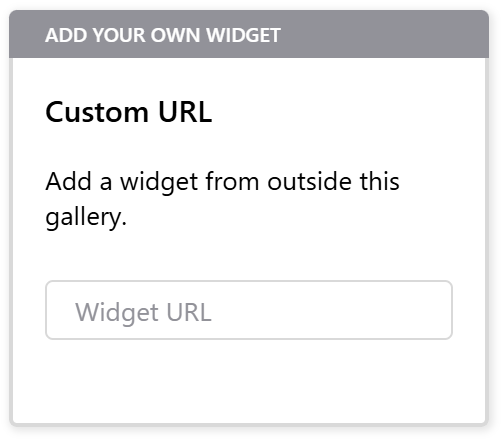 ADD YOUR OWN WIDGET
Custom URL
Add a widget from outside this
gallery.
Widget URL